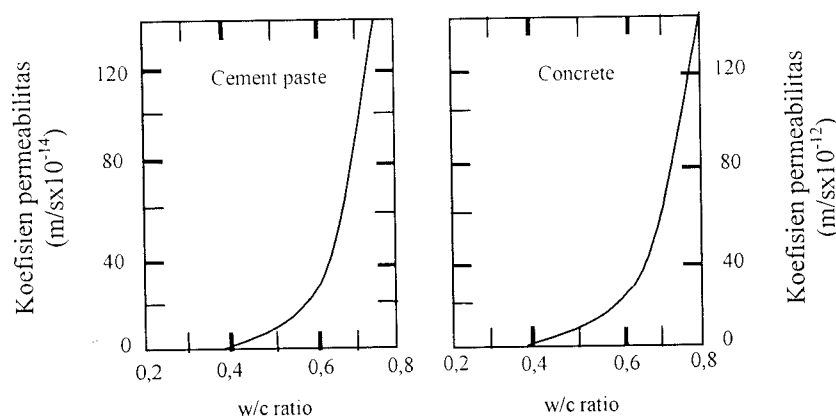 Koefisien permeabilitas
(m/sx10⁻¹⁴)
120
80
40
0
Cement paste
0,2
0,4
0,6
0,8
w/c ratio
Concrete
0,2
0,4
0,6
0,8
w/c ratio
120
80
40
0
Koefisien permeabilitas
(m/sx10⁻¹²)